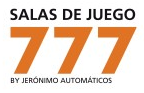 SALAS DE JUEGO
777
BY JERÓNIMO AUTOMÁTICOS